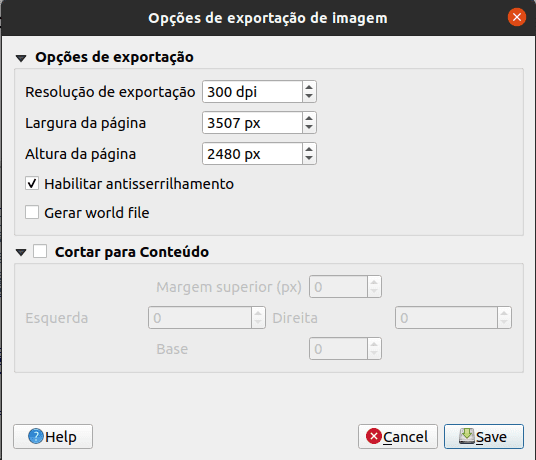 Opções de exportação de imagem
Opções de exportação
Resolução de exportação 300 dpi
Largura da página 3507 px
Altura da página 2480 px
Habilitar antisserrilhamento
Gerar world file
Cortar para Conteúdo
Margem superior (px) 0
Esquerda 0 Direita 0
Base 0
Help Cancel Save